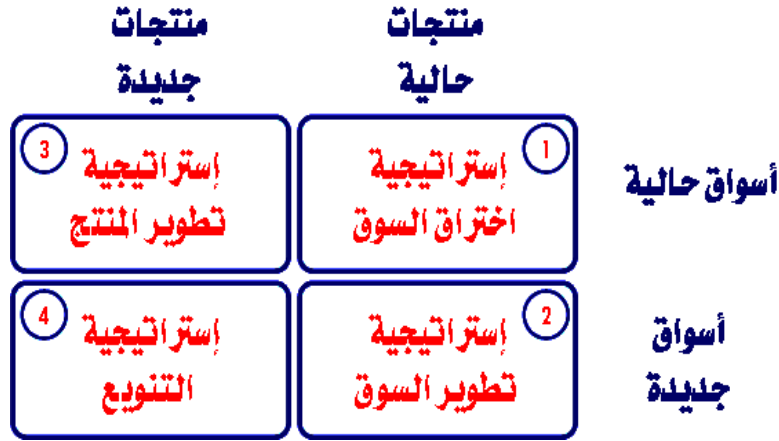 منتجات
حالية
منتجات
جديدة
أسواق حالية
1
إستراتيجية
اختراق السوق
3
إستراتيجية
تطوير المنتج
أسواق
جديدة
2
إستراتيجية
تطوير السوق
4
إستراتيجية
التنويع